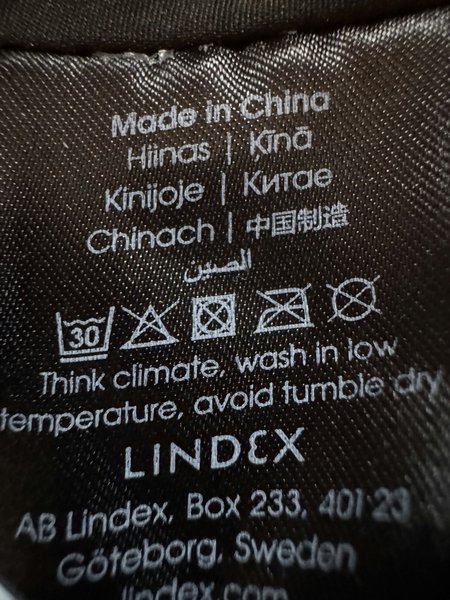 Made in China
Hiinas | Ķīnā
Kinijoje | Китае
Chinach | 中国制造
الصين
30
Think climate, wash in low
temperature, avoid tumble dry
LINDEX
AB Lindex, Box 233, 401 23
Göteborg, Sweden
lindex.com